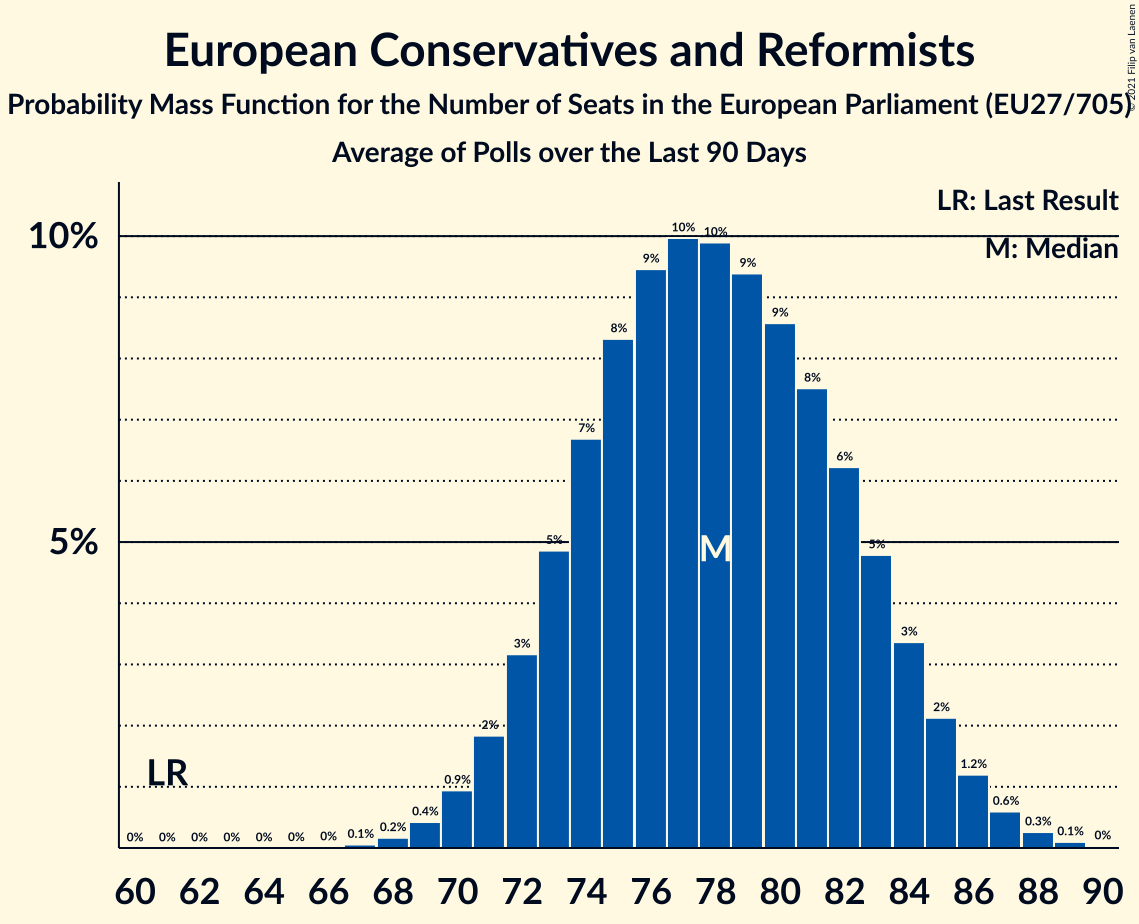 European Conservatives and Reformists
Probability Mass Function for the Number of Seats in the European Parliament (EU27/705)
Average of Polls over the Last 90 Days
© 2021 Filip van Laenen
LR: Last Result
M: Median
10%
5%
LR
M
0% 0% 0% 0% 0% 0% 0% 0.1% 0.2% 0.4% 0.9% 2% 3% 5% 7% 8% 9% 10% 10% 9% 9% 8% 6% 5% 3% 2% 1.2% 0.6% 0.3% 0.1% 0%
60 62 64 66 68 70 72 74 76 78 80 82 84 86 88 90